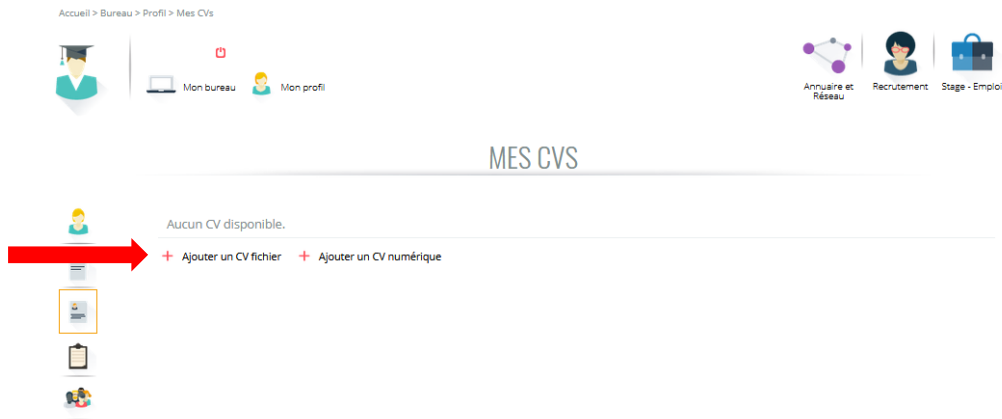 Accueil > Bureau > Profil > Mes CVs
Mon bureau
Mon profil
Annuaire et
Réseau
Recrutement
Stage - Emploi
MES CVS
Aucun CV disponible.
+ Ajouter un CV fichier + Ajouter un CV numérique